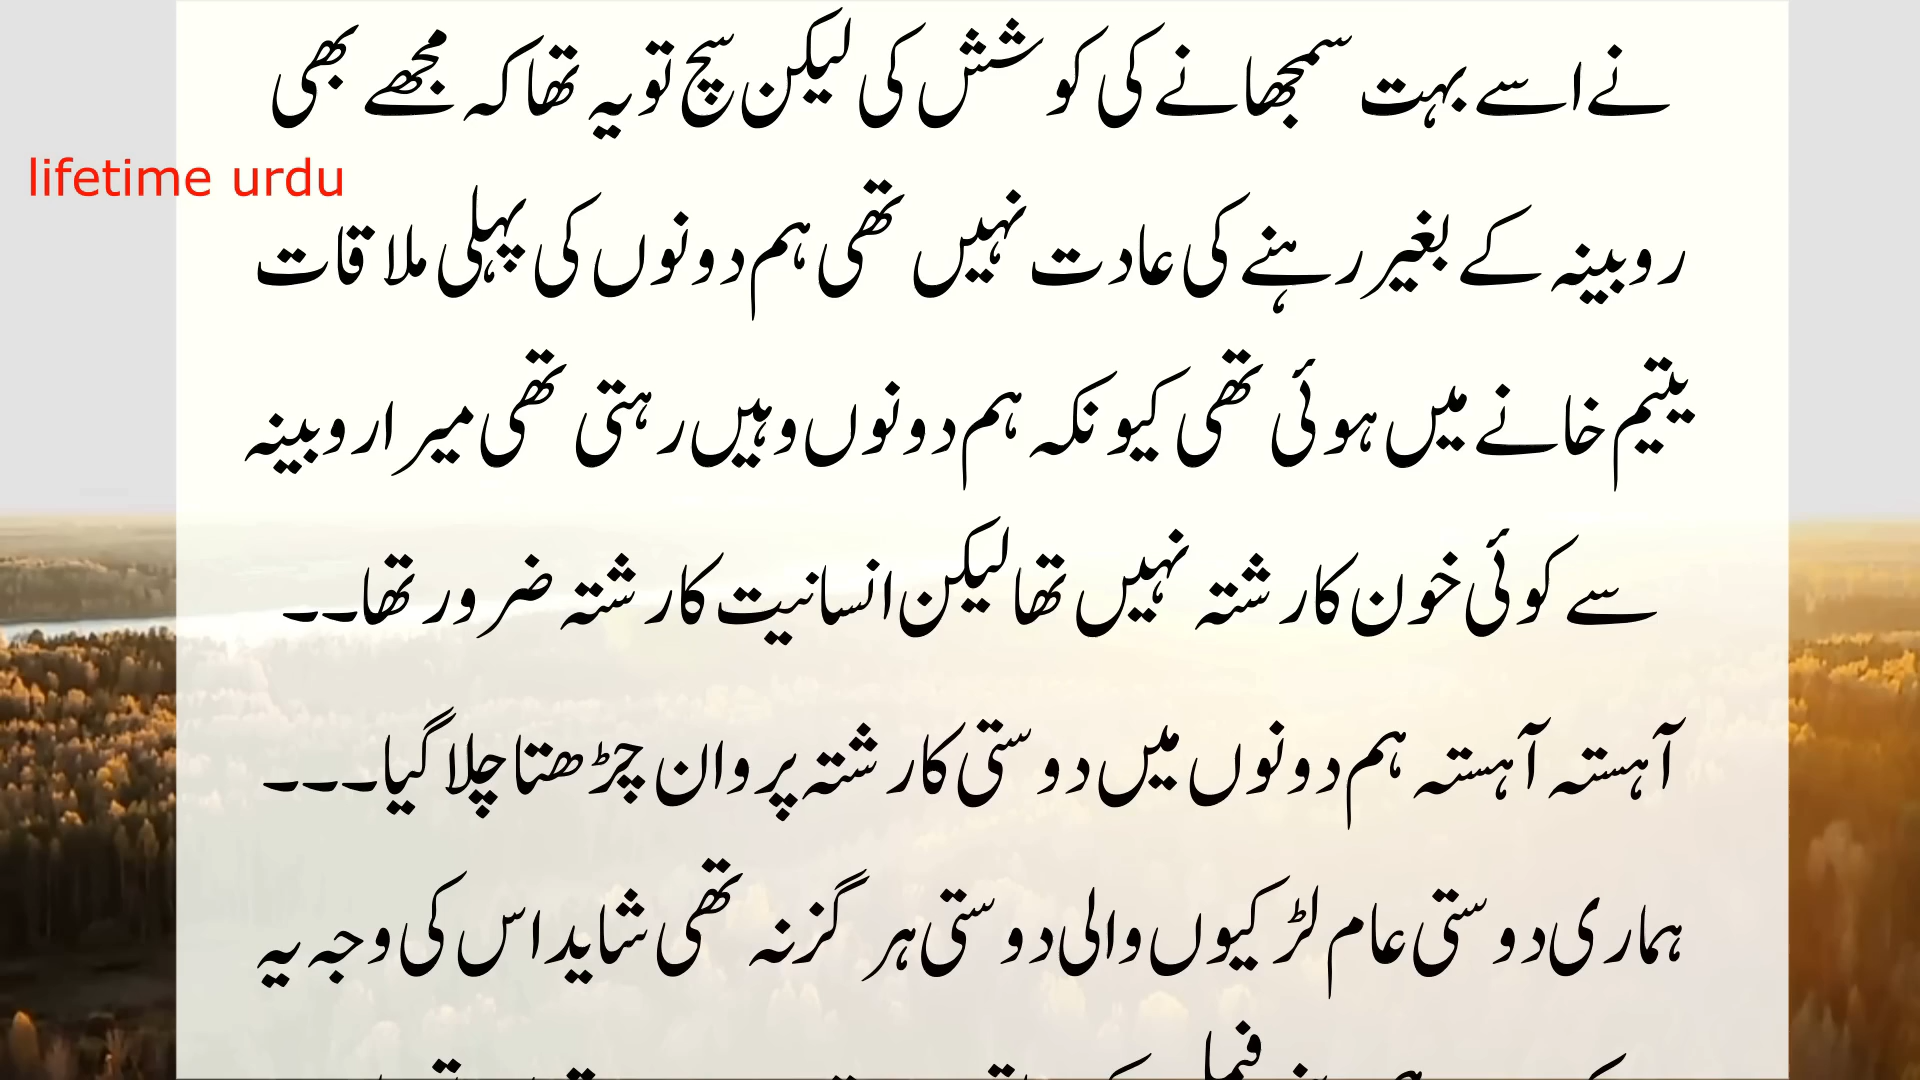 نے اسے بہت سمجھانے کی کوشش کی لیکن سچ تو یہ تھا کہ مجھے بھی
lifetime urdu
روبینہ کے بغیر رہنے کی عادت نہیں تھی ہم دونوں کی پہلی ملاقات
یتیم خانے میں ہوئی تھی کیونکہ ہم دونوں وہیں رہتی تھی میرا روبینہ
سے کوئی خون کا رشتہ نہیں تھا لیکن انسانیت کا رشتہ ضرور تھا۔۔
آہستہ آہستہ ہم دونوں میں دوستی کا رشتہ پروان چڑھتا چلا گیا۔۔۔
ہماری دوستی عام لڑکیوں والی دوستی ہر گز نہ تھی شاید اس کی وجہ یہ